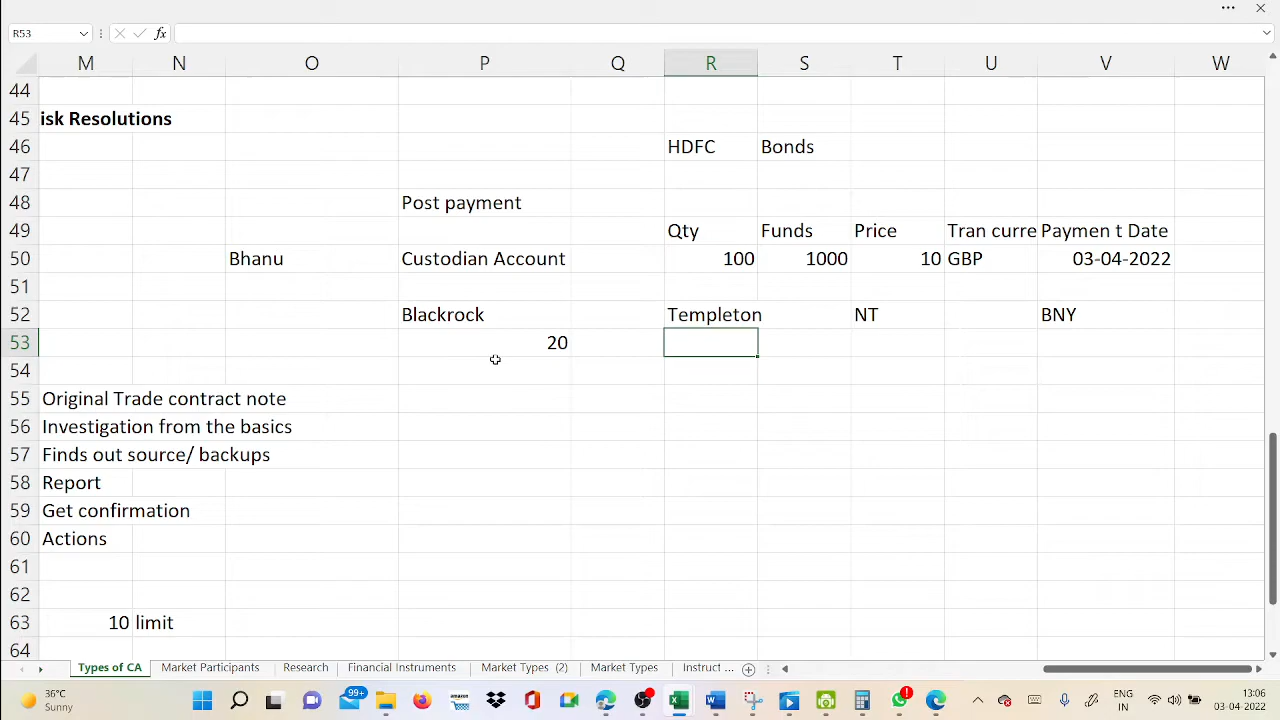 R53
fx
M N O P Q R S T U V W
44
45 isk Resolutions
46 HDFC Bonds
47
48 Post payment
49 Qty Funds Price Tran curre Paymen t Date
50 Bhanu Custodian Account 100 1000 10 GBP 03-04-2022
51
52 Blackrock Templeton NT BNY
53 20
54
55 Original Trade contract note
56 Investigation from the basics
57 Finds out source/ backups
58 Report
59 Get confirmation
60 Actions
61
62
63 10 limit
64
Types of CA Market Participants Research Financial Instruments Market Types (2) Market Types Instruct ...
36°C
Sunny
99+
amazon
ENG
IN
13:06
03-04-2022